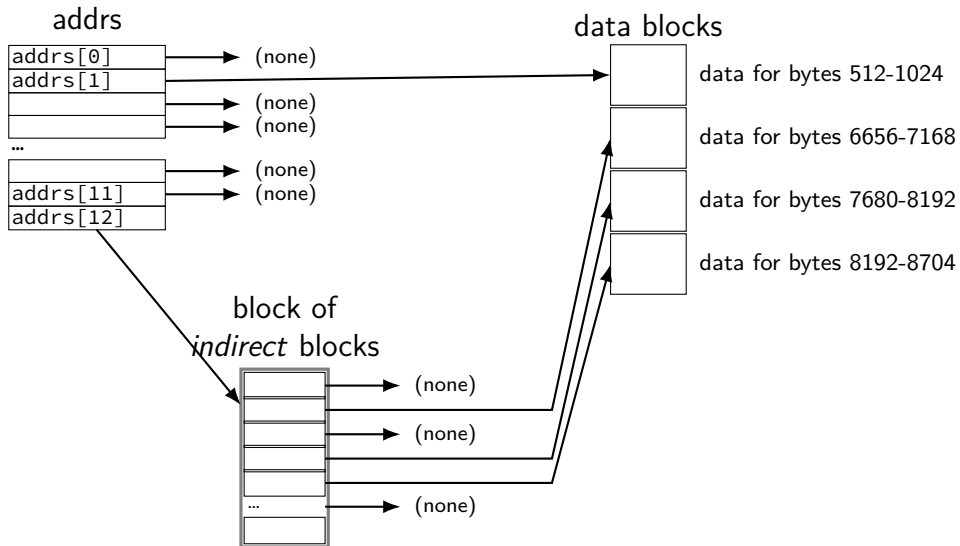 addrs
data blocks
addrs[0]
(none)
addrs[1]
data for bytes 512-1024
(none)
(none)
data for bytes 6656-7168
…
(none)
addrs[11]
(none)
data for bytes 7680-8192
addrs[12]
data for bytes 8192-8704
block of
indirect blocks
(none)
(none)
…
(none)